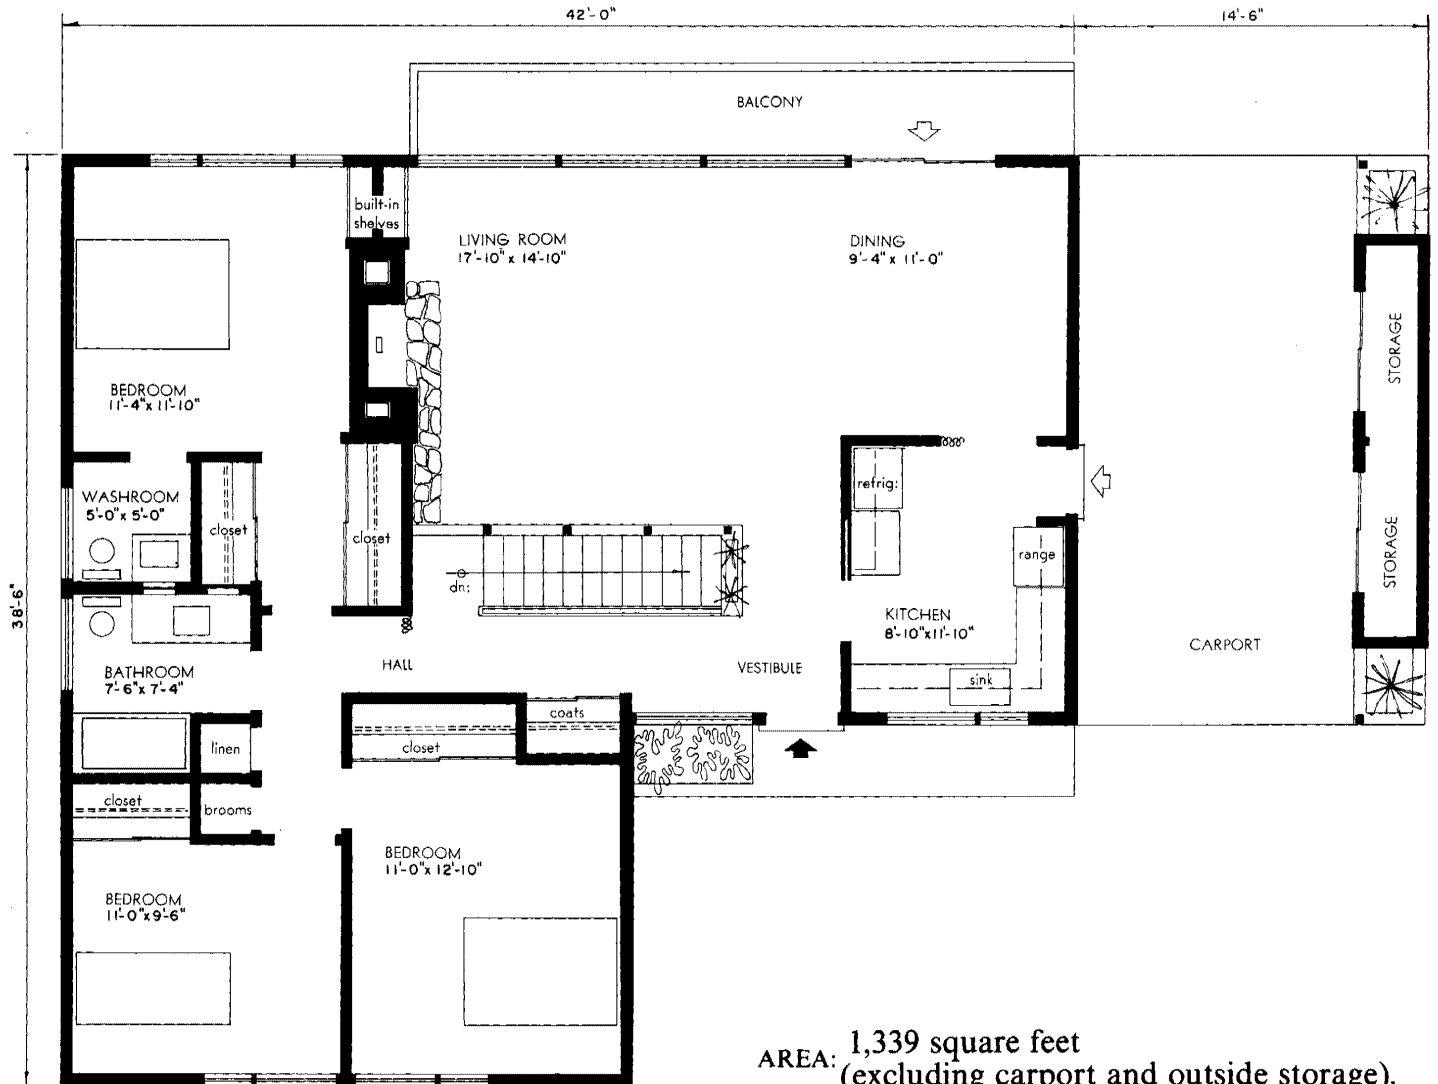 42'-0"
14'-6"
BALCONY
built-in
shelves
LIVING ROOM
17'-10" x 14'-10"
DINING
9'-4" x 11'-0"
STORAGE
BEDROOM
11'-4" x 11'-10"
refrig:
WASHROOM
5'-0" x 5'-0"
closet
closet
range
STORAGE
dn:
38'-6"
KITCHEN
8'-10"x11'-10"
CARPORT
HALL
VESTIBULE
BATHROOM
7'-6" x 7'-4"
sink
coats
linen
closet
closet
brooms
BEDROOM
11'-0" x 12'-10"
BEDROOM
11'-0" x 9'-6"
AREA: 1,339 square feet
(excluding carport and outside storage).